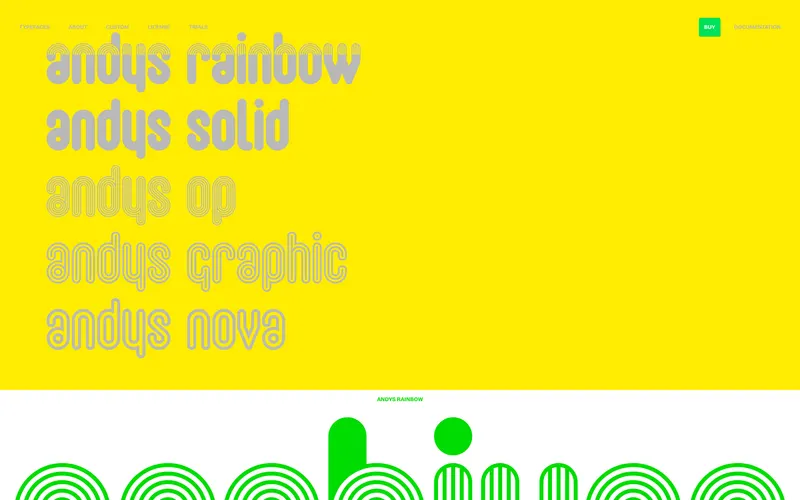 TYPEFACES ABOUT CUSTOM LICENSE TRIALS BUY DOCUMENTATION
andys rainbow
andys solid
andys op
andys graphic
andys nova
ANDYS RAINBOW